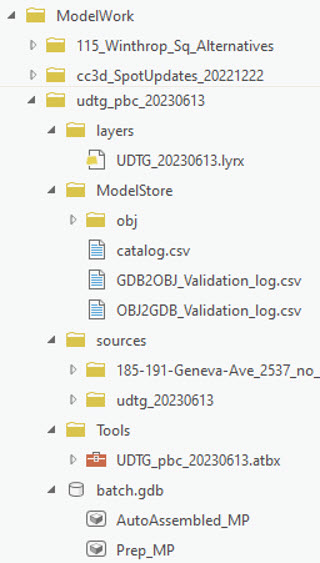 ModelWork
115_Winthrop_Sq_Alternatives
cc3d_SpotUpdates_20221222
udtg_pbc_20230613
layers
UDTG_20230613.lyrx
ModelStore
obj
catalog.csv
GDB2OBJ_Validation_log.csv
OBJ2GDB_Validation_log.csv
sources
185-191-Geneva-Ave_2537_no_
udtg_20230613
Tools
UDTG_pbc_20230613.atbx
batch.gdb
AutoAssembled_MP
Prep_MP